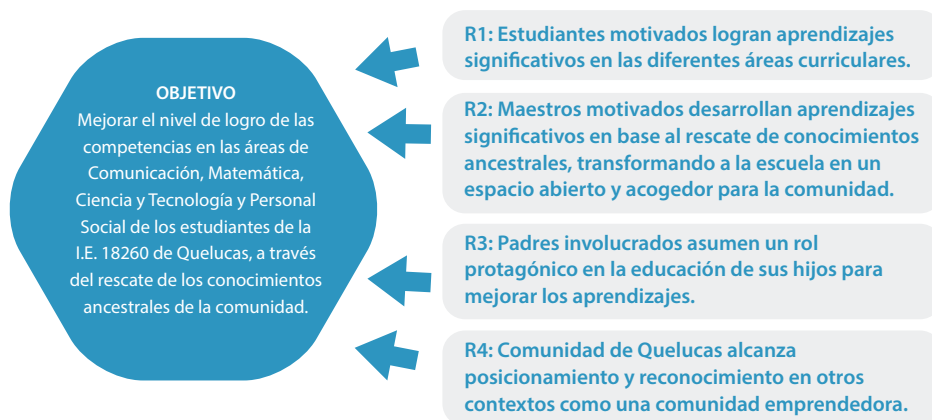 OBJETIVO
Mejorar el nivel de logro de las
competencias en las áreas de
Comunicación, Matemática,
Ciencia y Tecnología y Personal
Social de los estudiantes de la
I.E. 18260 de Quelucas, a través
del rescate de los conocimientos
ancestrales de la comunidad.
R1: Estudiantes motivados logran aprendizajes
significativos en las diferentes áreas curriculares.
R2: Maestros motivados desarrollan aprendizajes
significativos en base al rescate de conocimientos
ancestrales, transformando a la escuela en un
espacio abierto y acogedor para la comunidad.
R3: Padres involucrados asumen un rol
protagónico en la educación de sus hijos para
mejorar los aprendizajes.
R4: Comunidad de Quelucas alcanza
posicionamiento y reconocimiento en otros
contextos como una comunidad emprendedora.